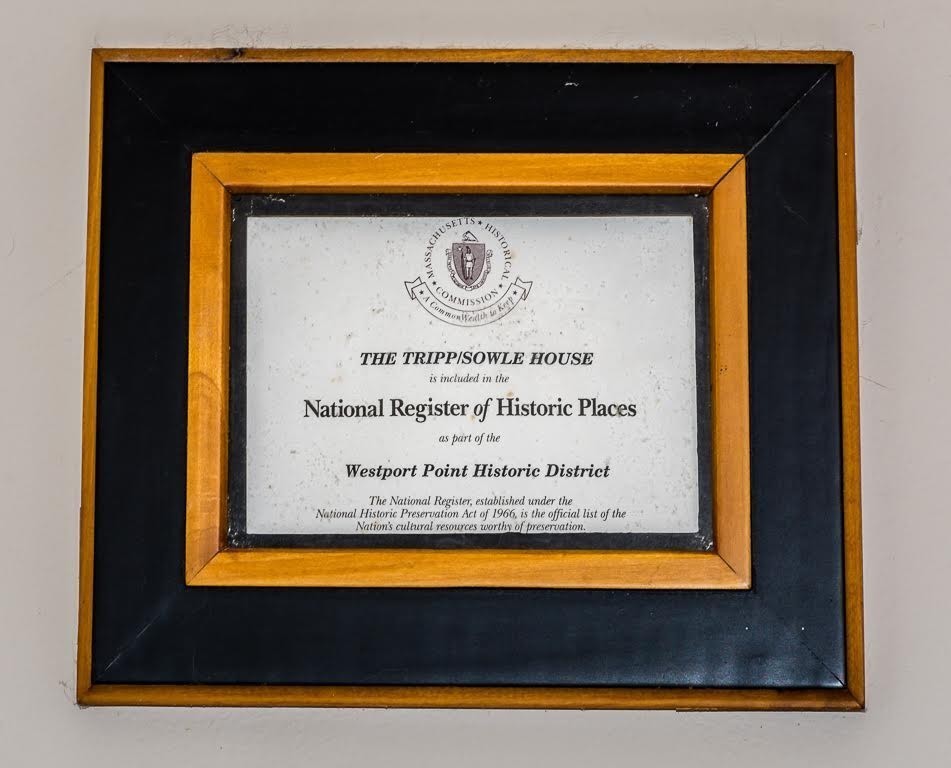 MASSACHUSETTS ★ HISTORICAL ★ COMMISSION ★
★ A CommonWealth to Keep ★
THE TRIPP/SOWLE HOUSE
is included in the
National Register of Historic Places
as part of the
Westport Point Historic District
The National Register, established under the
National Historic Preservation Act of 1966, is the official list of the
Nation's cultural resources worthy of preservation.